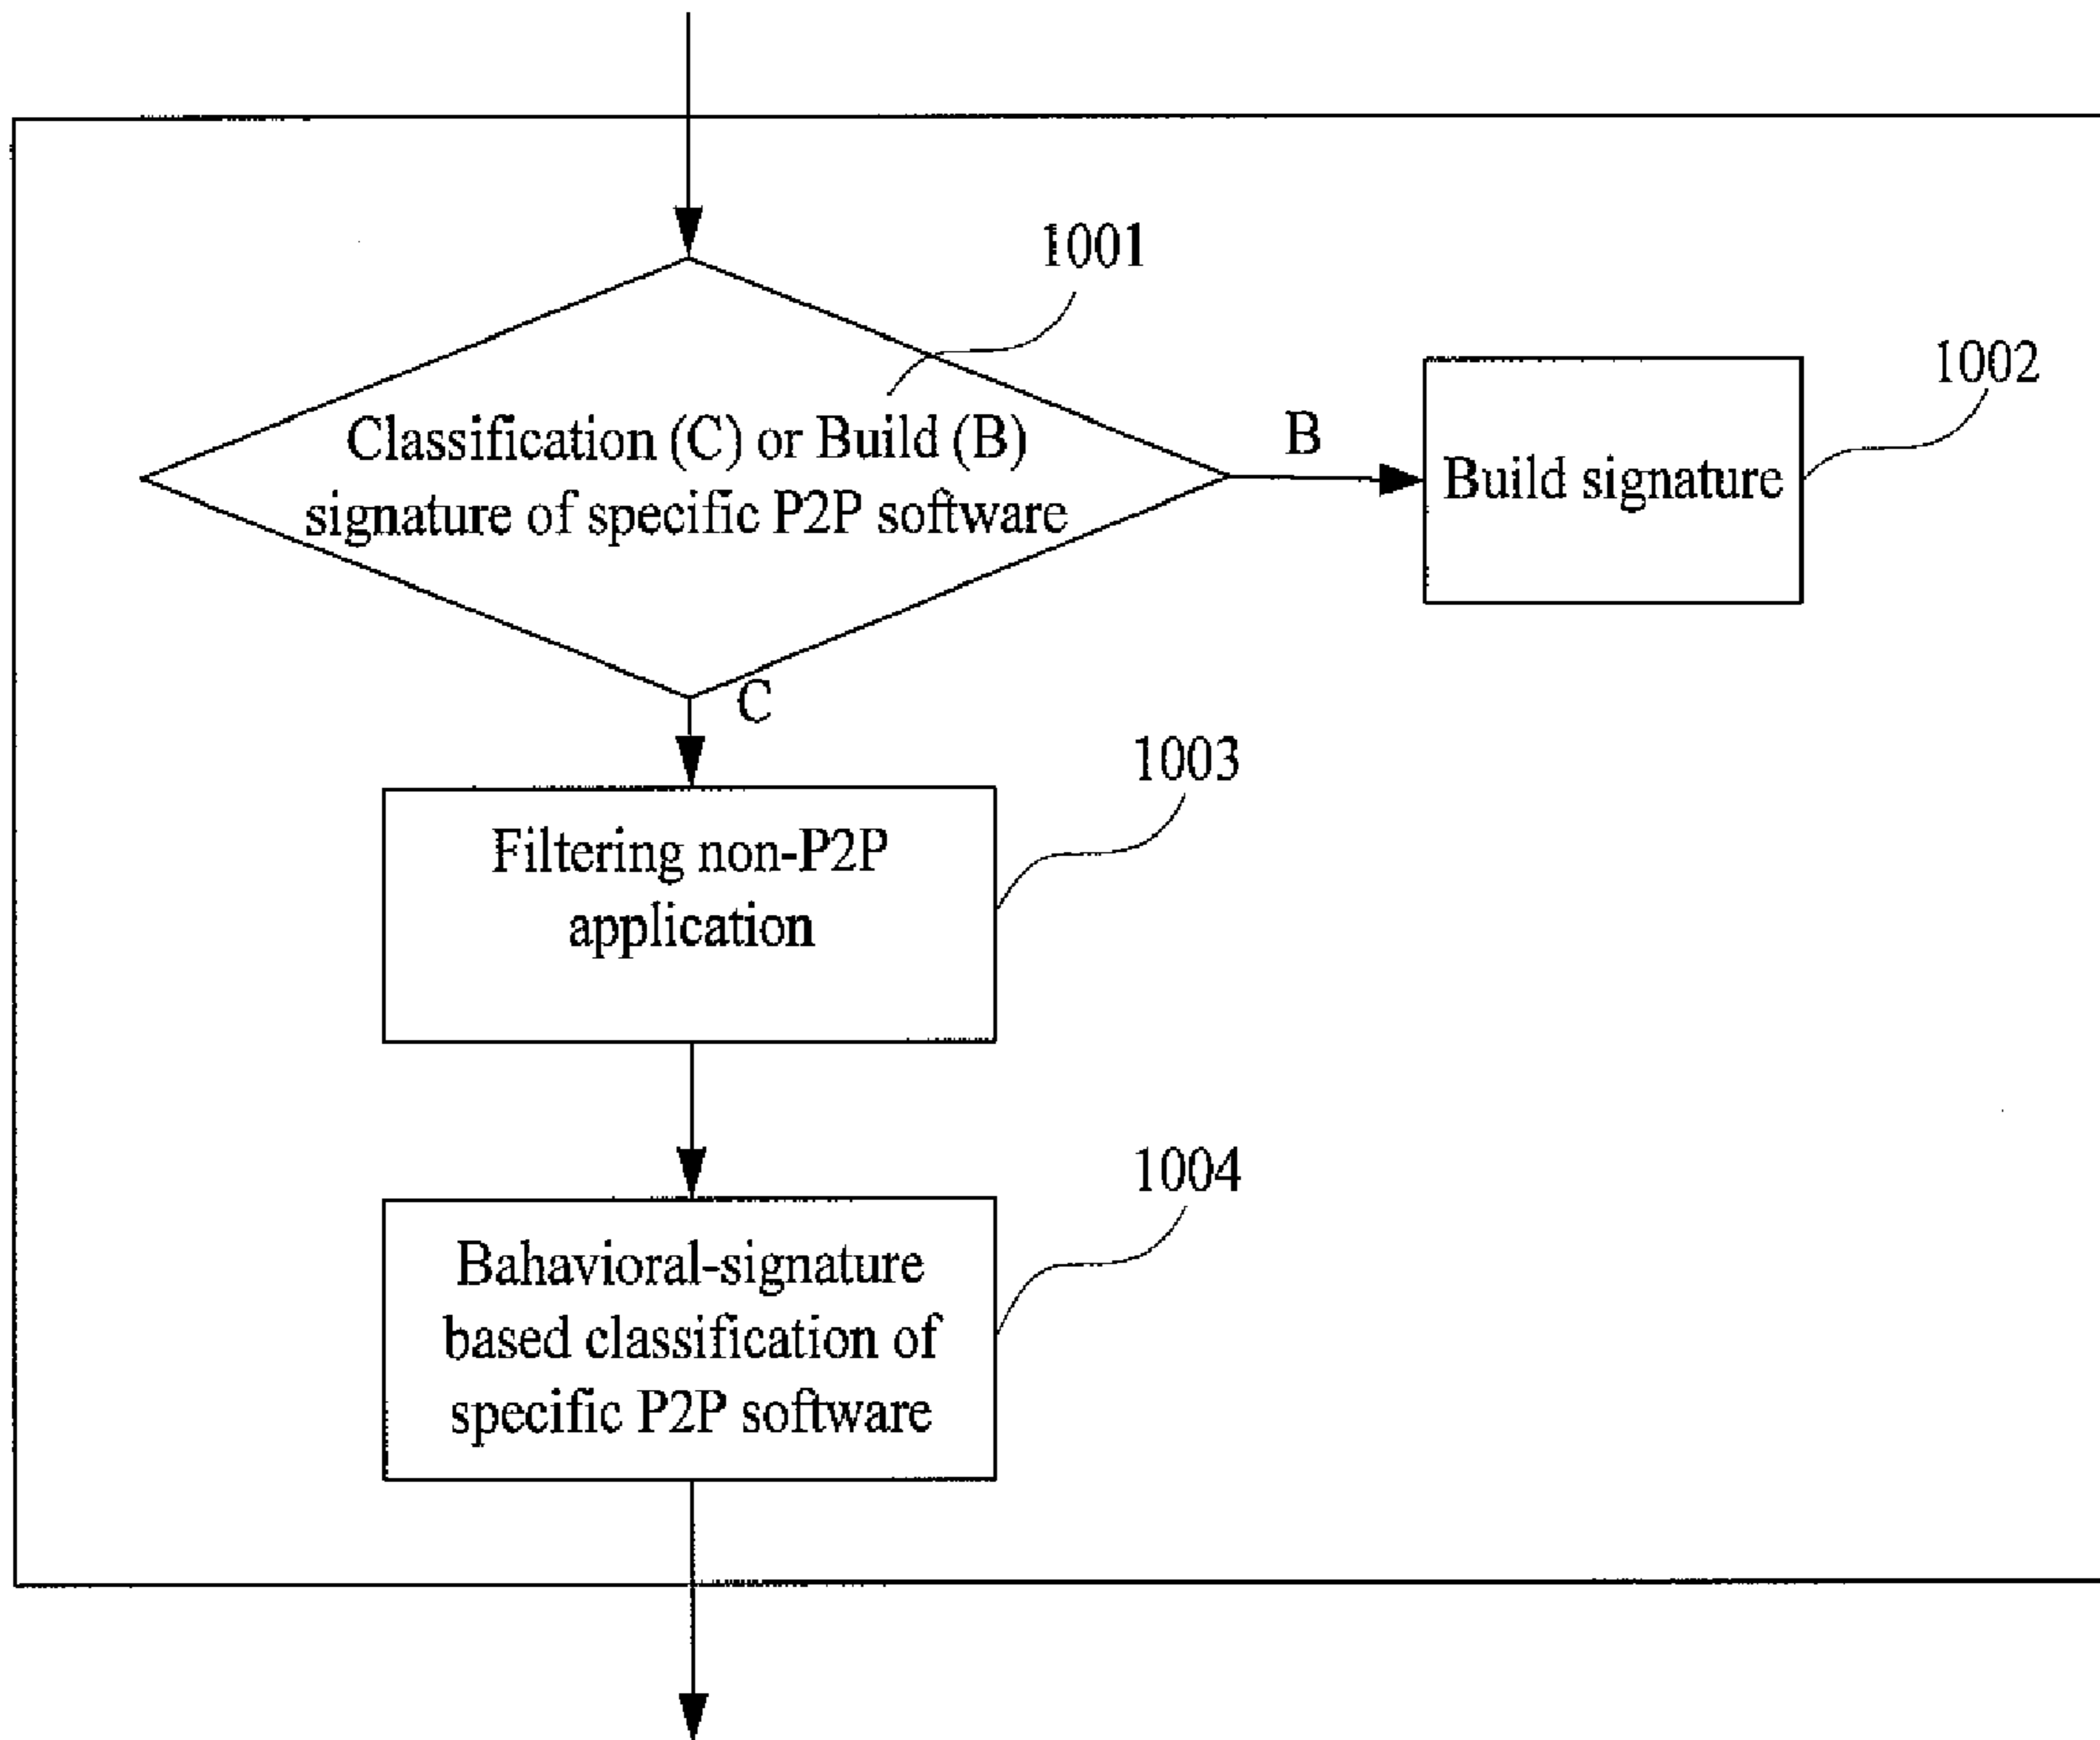 1001
Classification (C) or Build (B)
signature of specific P2P software
B
1002
Build signature
C
1003
Filtering non-P2P
application
1004
Bahavioral-signature
based classification of
specific P2P software